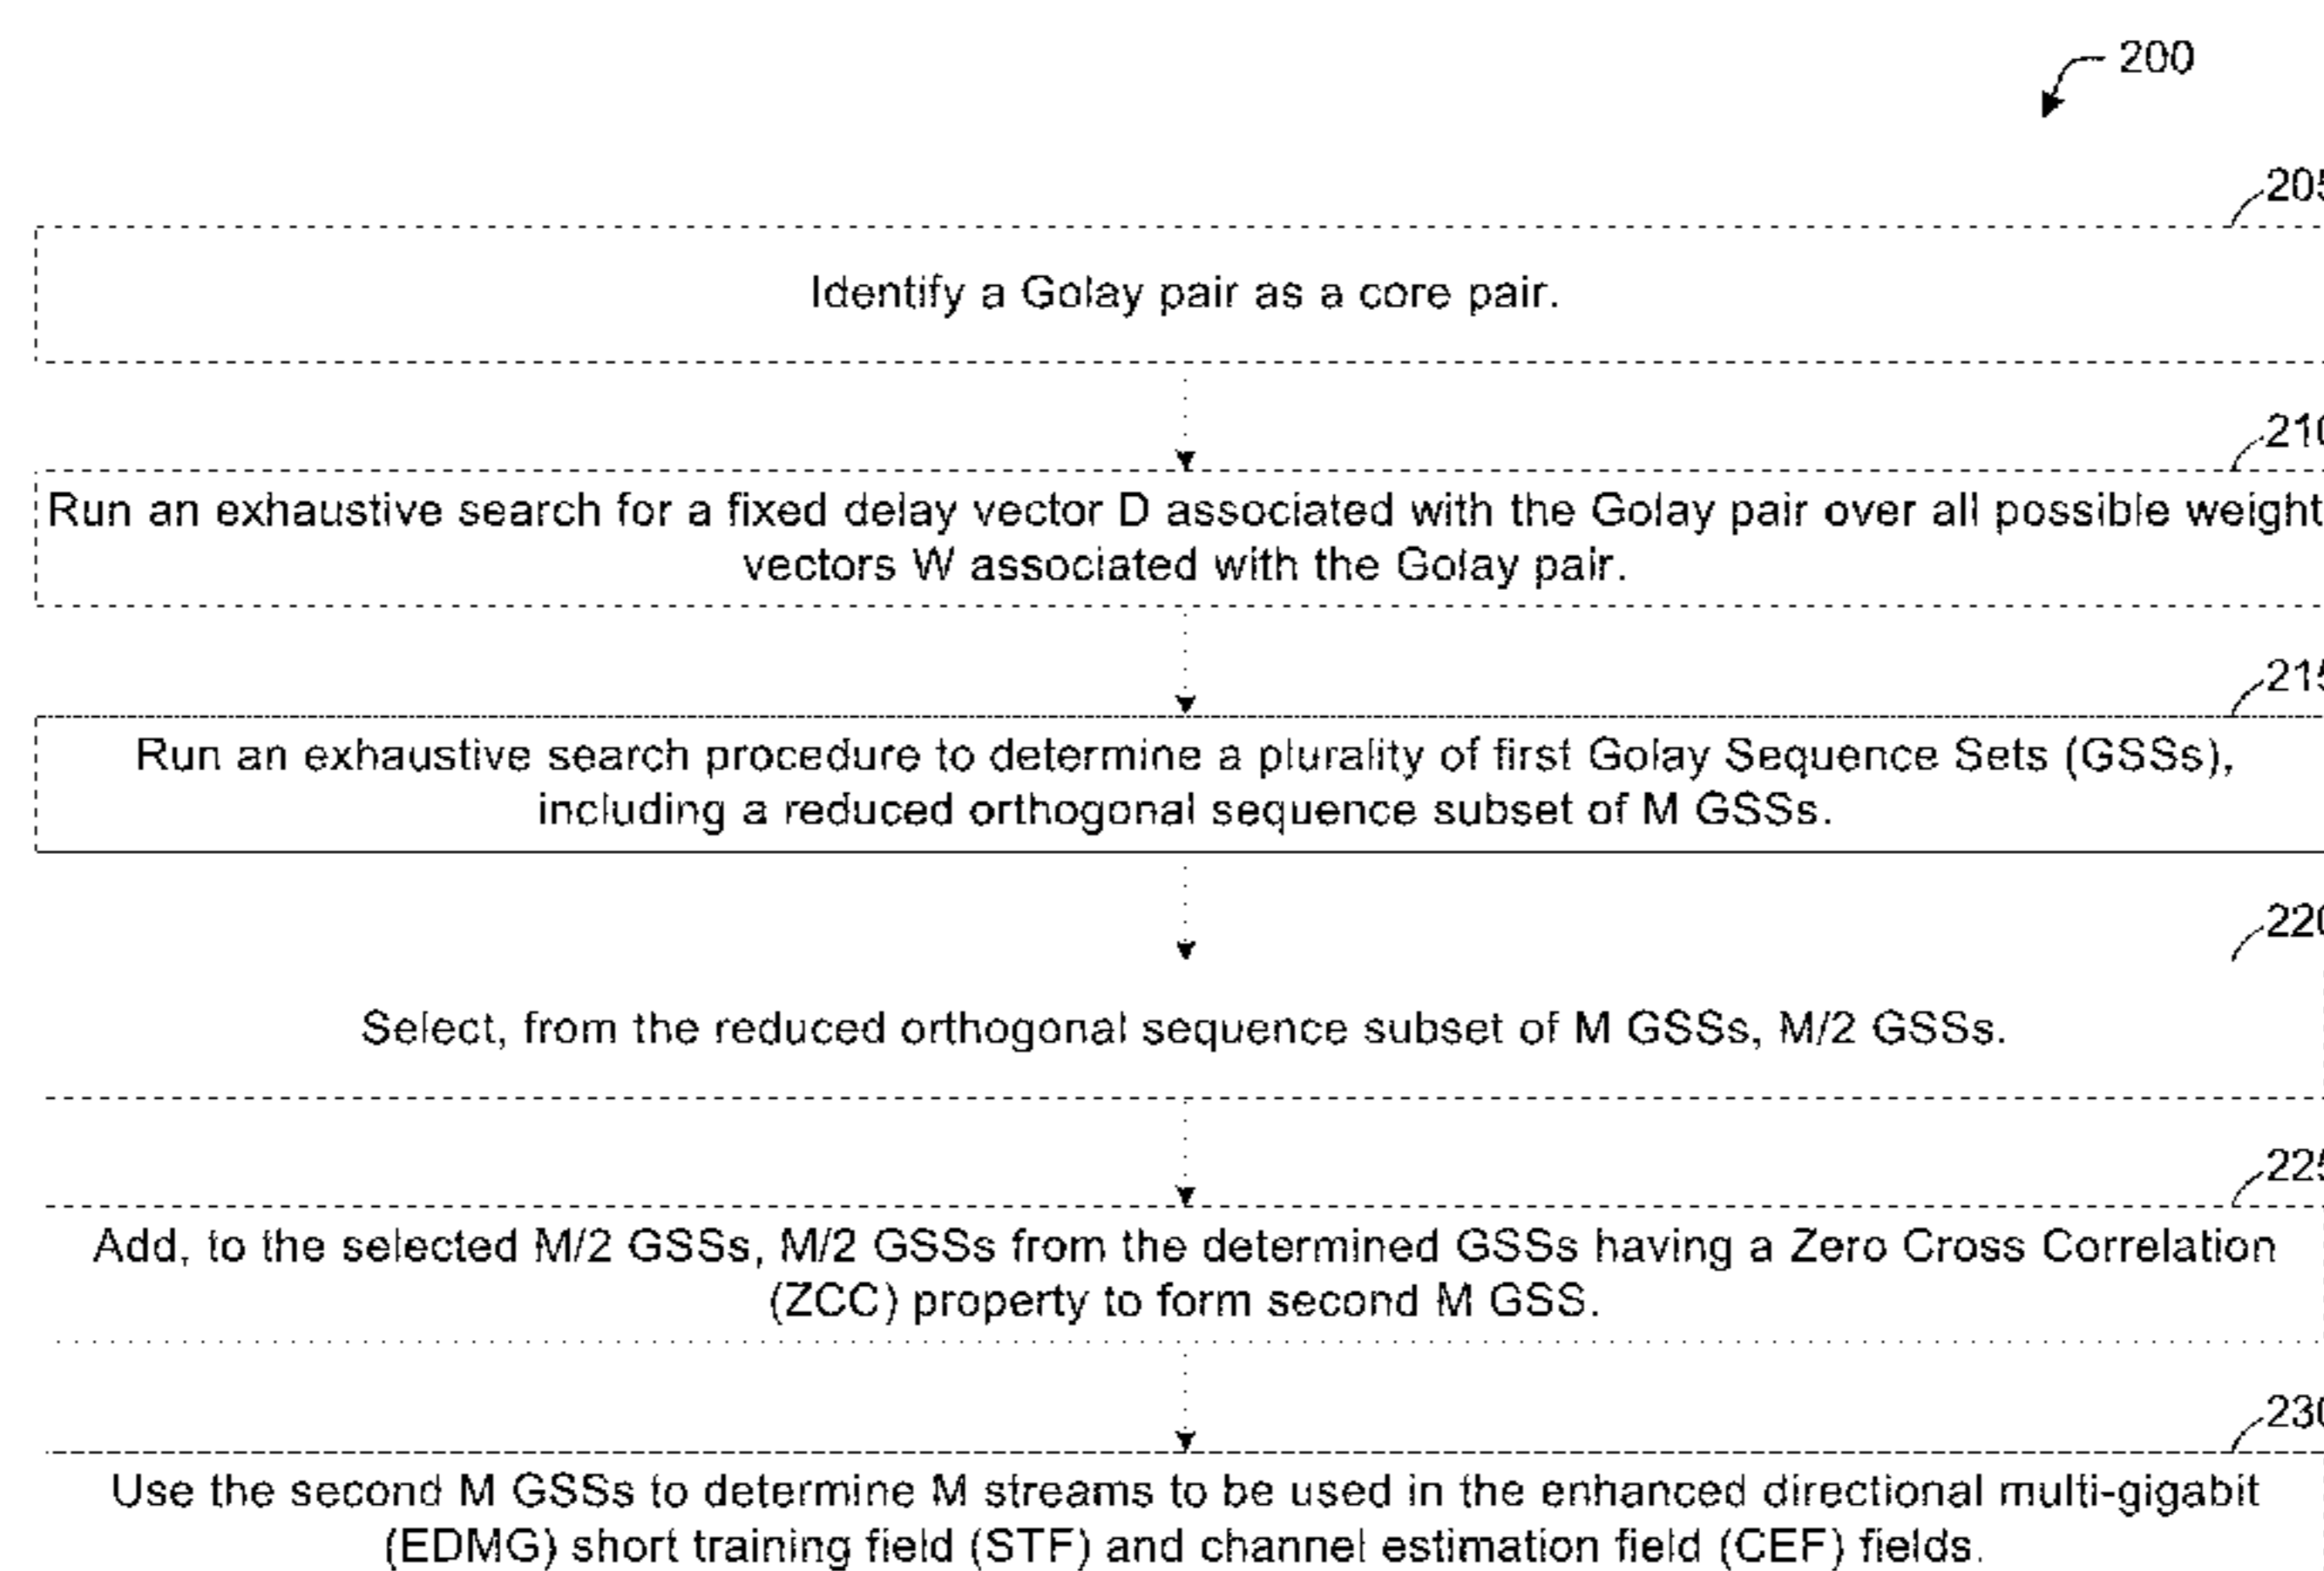 200
205
Identify a Golay pair as a core pair.
210
Run an exhaustive search for a fixed delay vector D associated with the Golay pair over all possible weight
vectors W associated with the Golay pair.
215
Run an exhaustive search procedure to determine a plurality of first Golay Sequence Sets (GSSs),
including a reduced orthogonal sequence subset of M GSSs.
220
Select, from the reduced orthogonal sequence subset of M GSSs, M/2 GSSs.
225
Add, to the selected M/2 GSSs, M/2 GSSs from the determined GSSs having a Zero Cross Correlation
(ZCC) property to form second M GSS.
230
Use the second M GSSs to determine M streams to be used in the enhanced directional multi-gigabit
(EDMG) short training field (STF) and channel estimation field (CEF) fields.